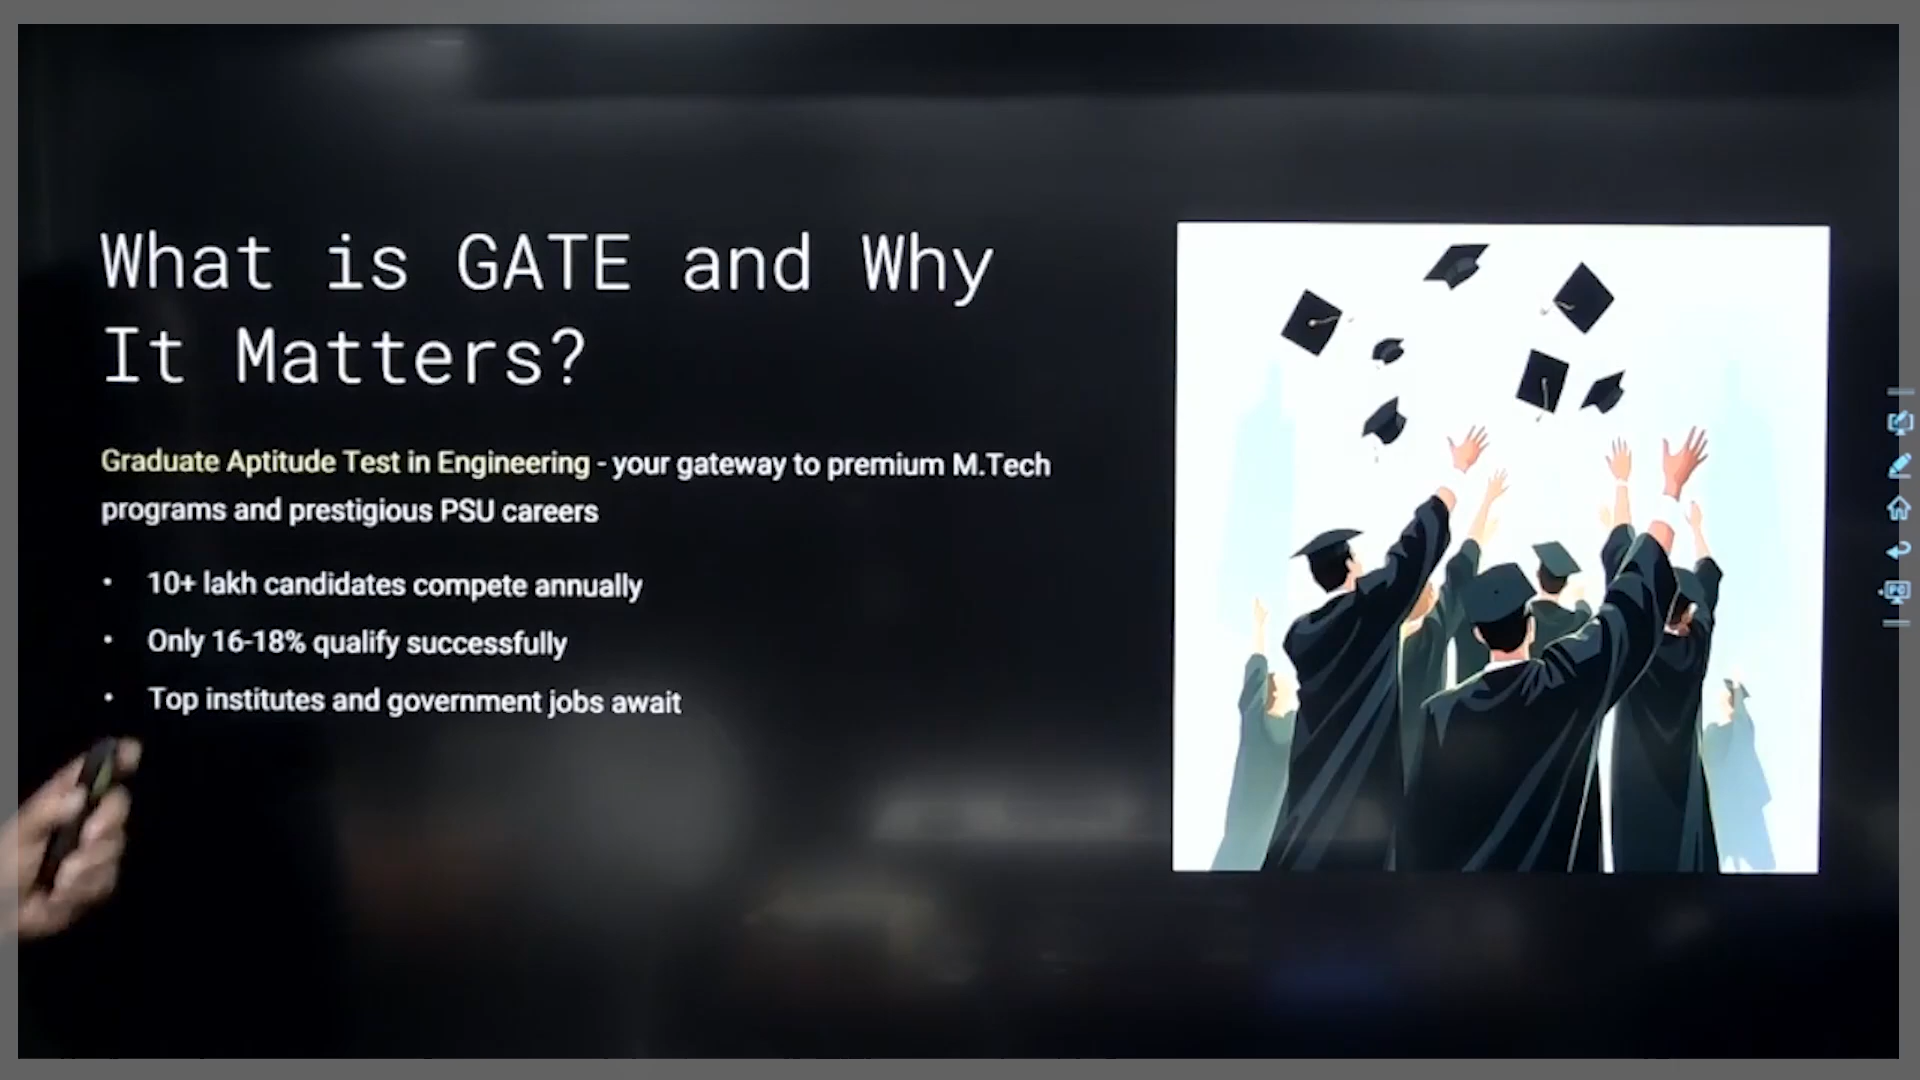 What is GATE and Why
It Matters?
Graduate Aptitude Test in Engineering - your gateway to premium M.Tech
programs and prestigious PSU careers
• 10+ lakh candidates compete annually
• Only 16-18% qualify successfully
• Top institutes and government jobs await
PC